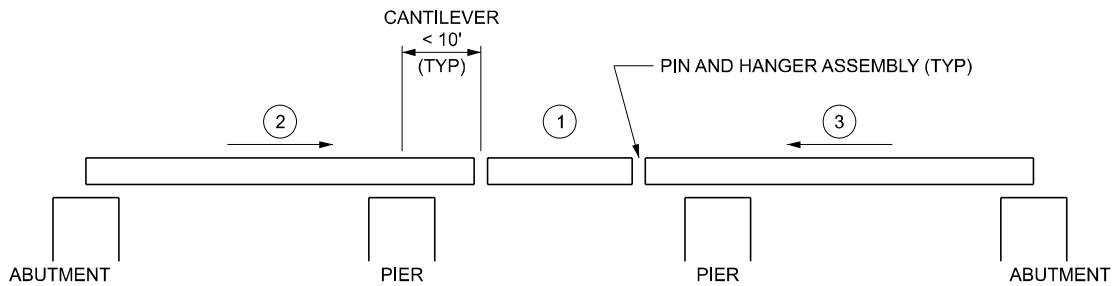 CANTILEVER
< 10'
(TYP)
PIN AND HANGER ASSEMBLY (TYP)
2
1
3
ABUTMENT
PIER
PIER
ABUTMENT